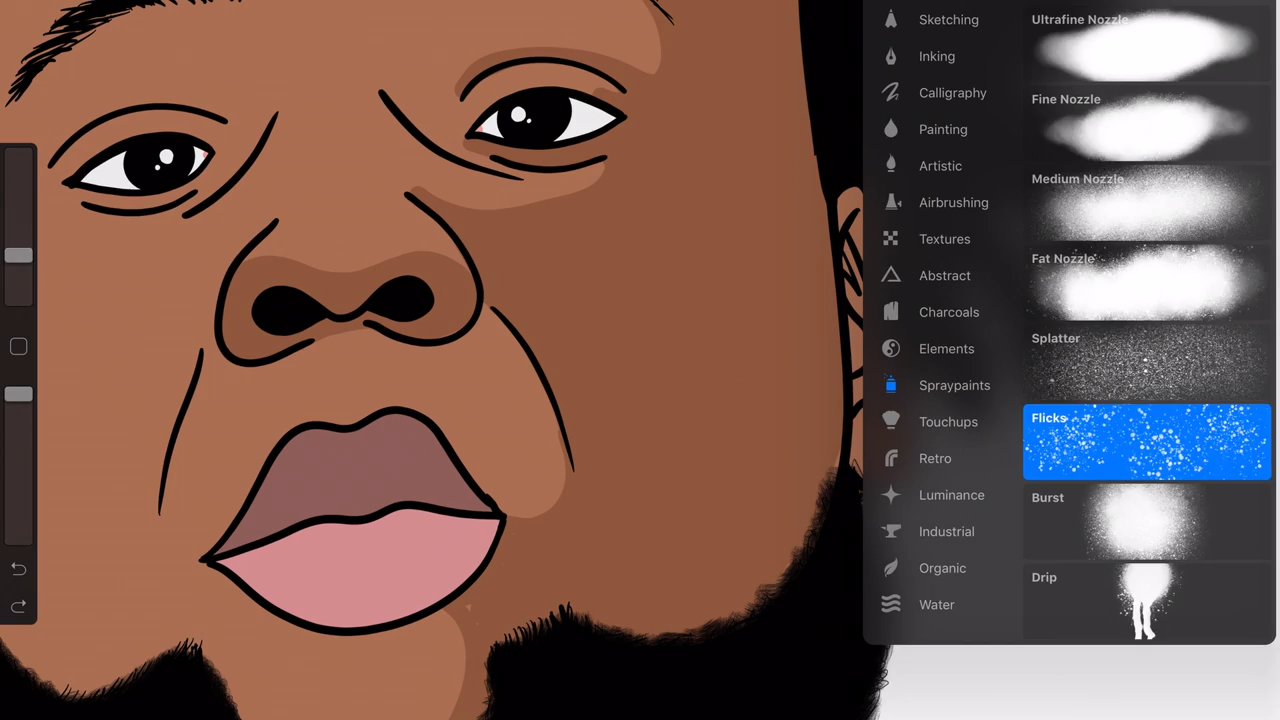 Sketching
Inking
Calligraphy
Painting
Artistic
Airbrushing
Textures
Abstract
Charcoals
Elements
Spraypaints
Touchups
Retro
Luminance
Industrial
Organic
Water
Ultrafine Nozzle
Fine Nozzle
Medium Nozzle
Fat Nozzle
Splatter
Flicks
Burst
Drip